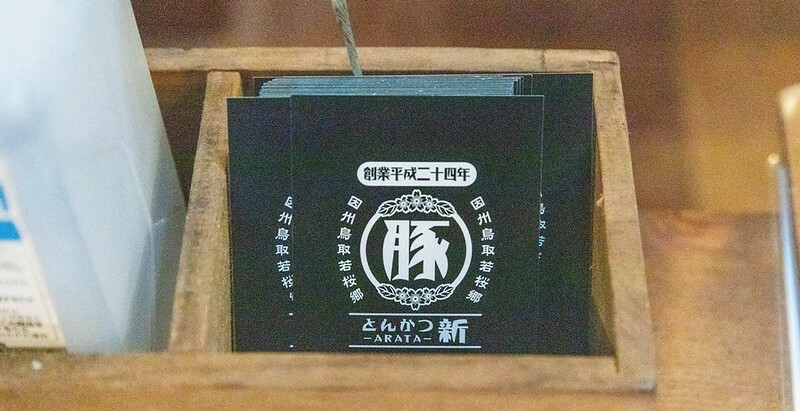 創業平成二十四年
因州鳥取若桜郷
豚
因州鳥取若桜郷
とんかつ 新
-ARATA-